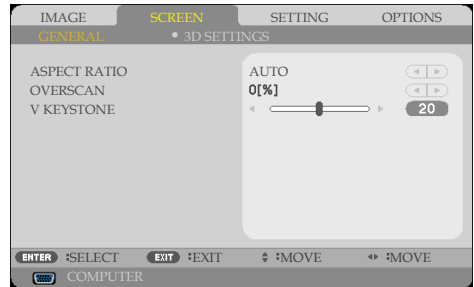 IMAGE SCREEN SETTING OPTIONS
GENERAL • 3D SETTINGS
ASPECT RATIO AUTO
OVERSCAN 0[%]
V KEYSTONE 20
ENTER :SELECT EXIT :EXIT :MOVE :MOVE
COMPUTER